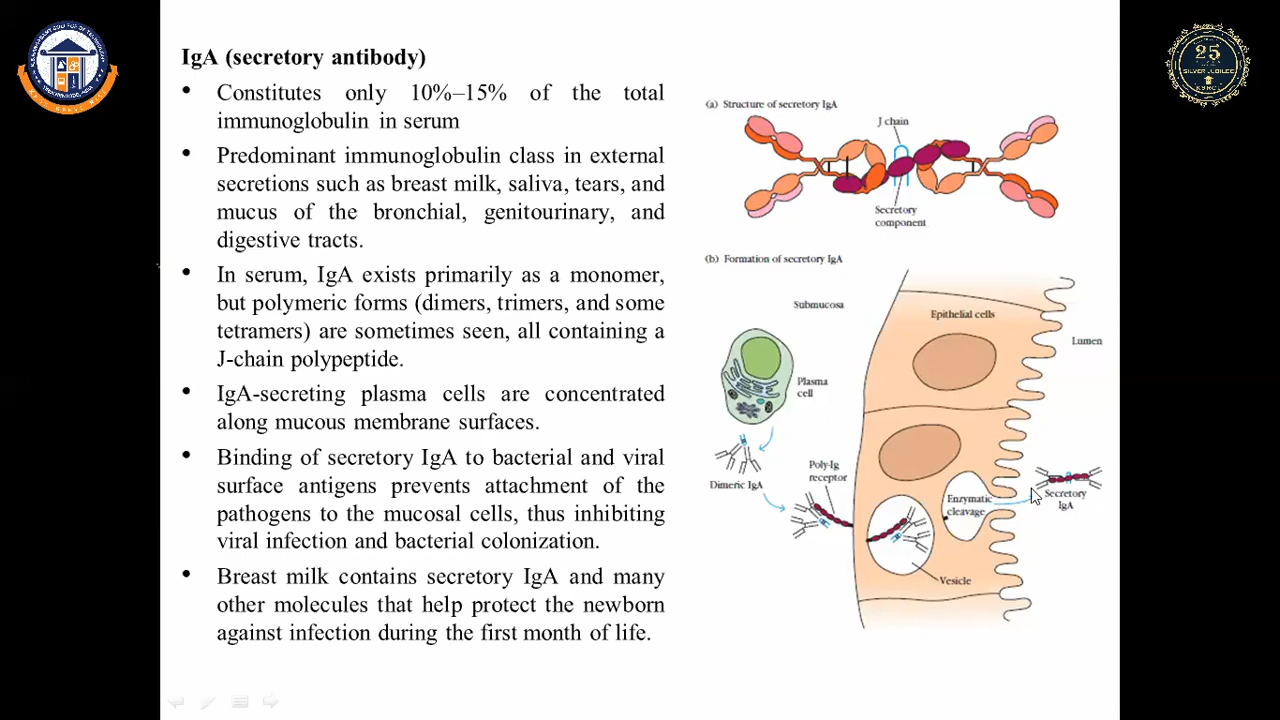 IgA (secretory antibody)
• Constitutes only 10%–15% of the total
immunoglobulin in serum
• Predominant immunoglobulin class in external
secretions such as breast milk, saliva, tears, and
mucus of the bronchial, genitourinary, and
digestive tracts.
• In serum, IgA exists primarily as a monomer,
but polymeric forms (dimers, trimers, and some
tetramers) are sometimes seen, all containing a
J-chain polypeptide.
• IgA-secreting plasma cells are concentrated
along mucous membrane surfaces.
• Binding of secretory IgA to bacterial and viral
surface antigens prevents attachment of the
pathogens to the mucosal cells, thus inhibiting
viral infection and bacterial colonization.
• Breast milk contains secretory IgA and many
other molecules that help protect the newborn
against infection during the first month of life.
(a) Structure of secretory IgA
J chain
Secretory
component
(b) Formation of secretory IgA
Submucosa
Epithelial cells
Lumen
Plasma
cell
Poly-Ig
receptor
Dimeric IgA
Enzymatic
cleavage
Secretory
IgA
Vesicle
25
SILVER JUBILEE